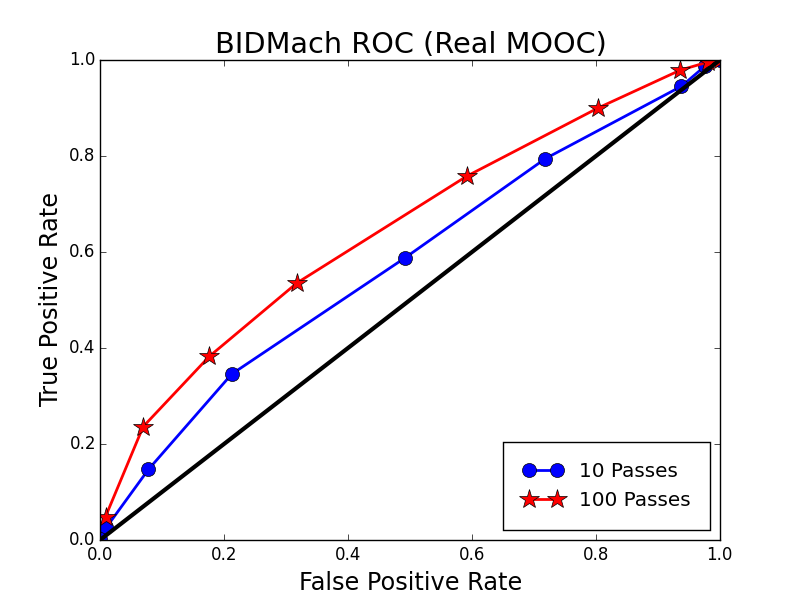 BIDMach ROC (Real MOOC)
1.0
0.8
0.6
0.4
0.2
0.0
True Positive Rate
10 Passes
100 Passes
0.0 0.2 0.4 0.6 0.8 1.0
False Positive Rate